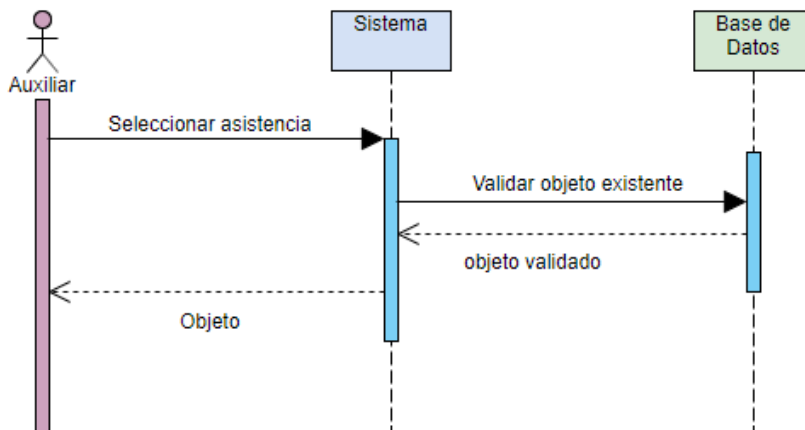 Sistema
Base de
Datos
Auxiliar
Seleccionar asistencia
Validar objeto existente
objeto validado
Objeto